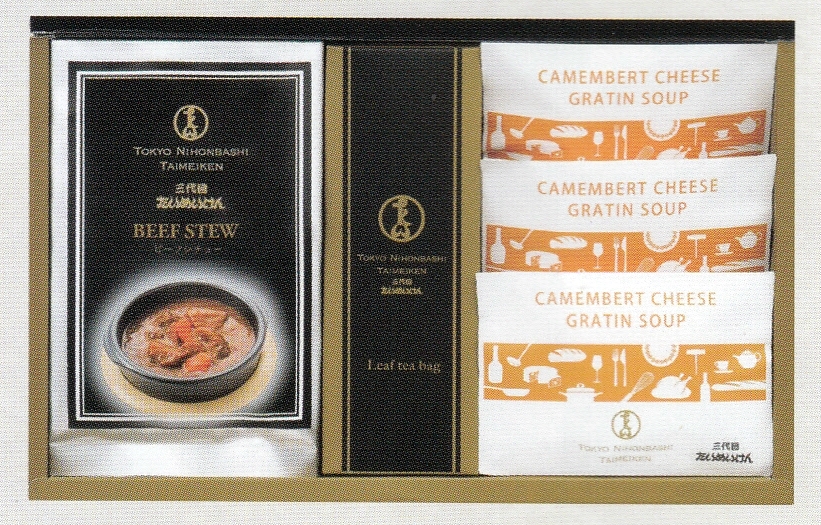 TOKYO NIHONBASHI
TAIMEIKEN
三代目
たいめいけん
BEEF STEW
ビーフシチュー
TOKYO NIHONBASHI
TAIMEIKEN
三代目
たいめいけん
Leaf tea bag
CAMEMBERT CHEESE
GRATIN SOUP
CAMEMBERT CHEESE
GRATIN SOUP
CAMEMBERT CHEESE
GRATIN SOUP
TOKYO NIHONBASHI
TAIMEIKEN
三代目
たいめいけん